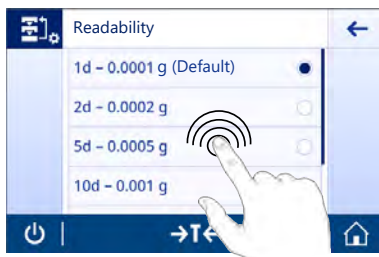 Readability
1d – 0.0001 g (Default)
2d – 0.0002 g
5d – 0.0005 g
10d – 0.001 g
→T←